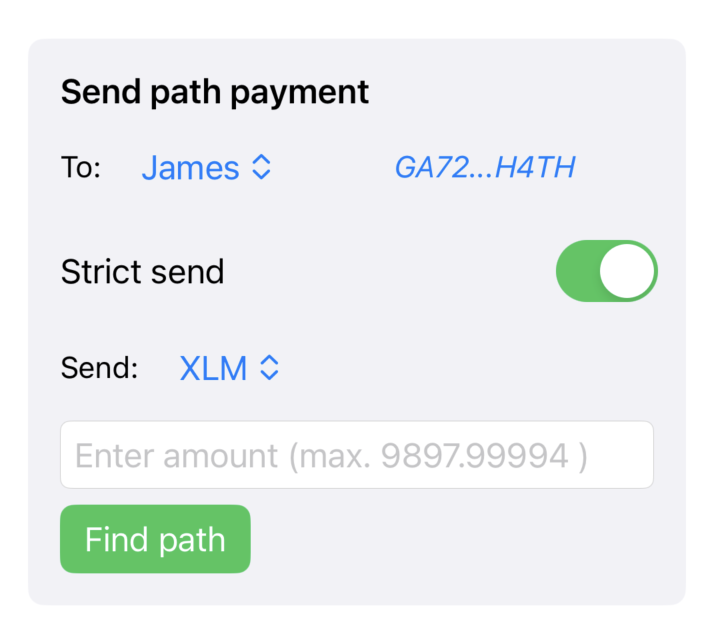 Send path payment
To: James GA72...H4TH
Strict send
Send: XLM
Enter amount (max. 9897.99994 )
Find path